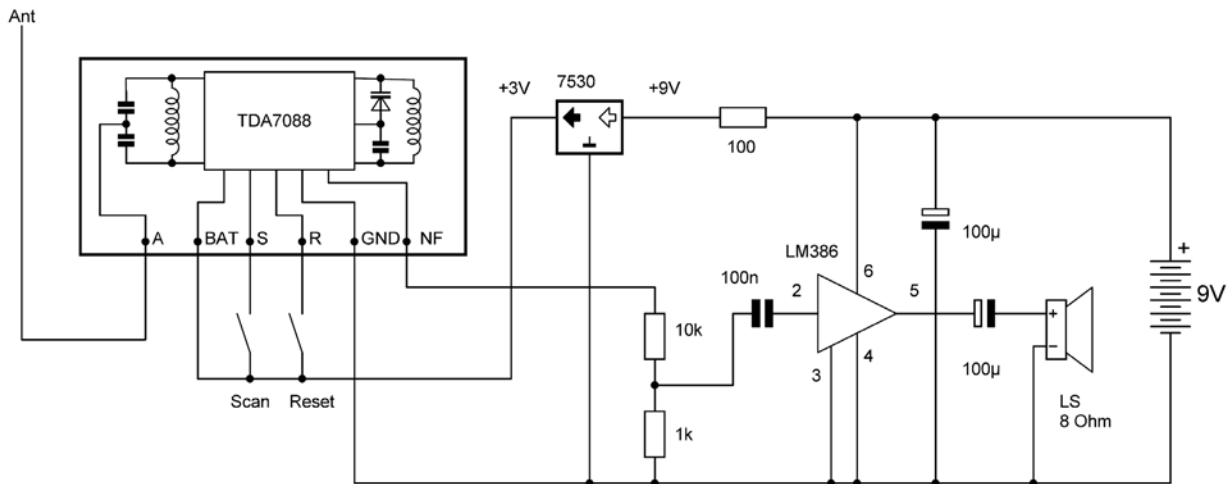 Ant
TDA7088
+3V
7530
+9V
100
A
BAT
S
R
GND
NF
100µ
LM386
100n
2
6
5
+
9V
10k
3
4
+
−
100µ
Scan
Reset
1k
LS
8 Ohm